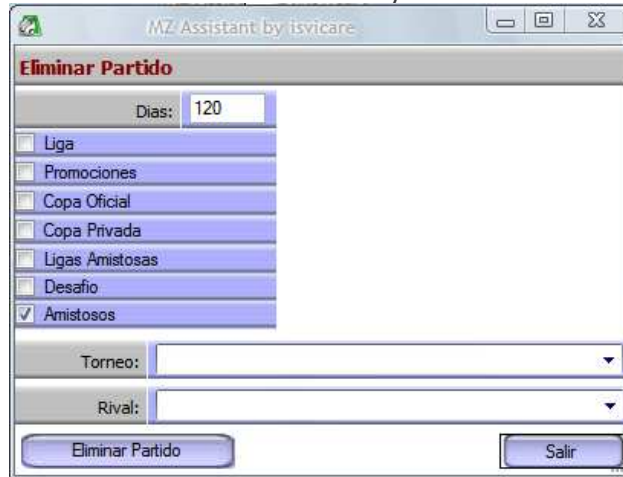 MZ Assistant by isvicare
Eliminar Partido
Dias: 120
Liga
Promociones
Copa Oficial
Copa Privada
Ligas Amistosas
Desafio
Amistosos
Torneo:
Rival:
Eliminar Partido
Salir